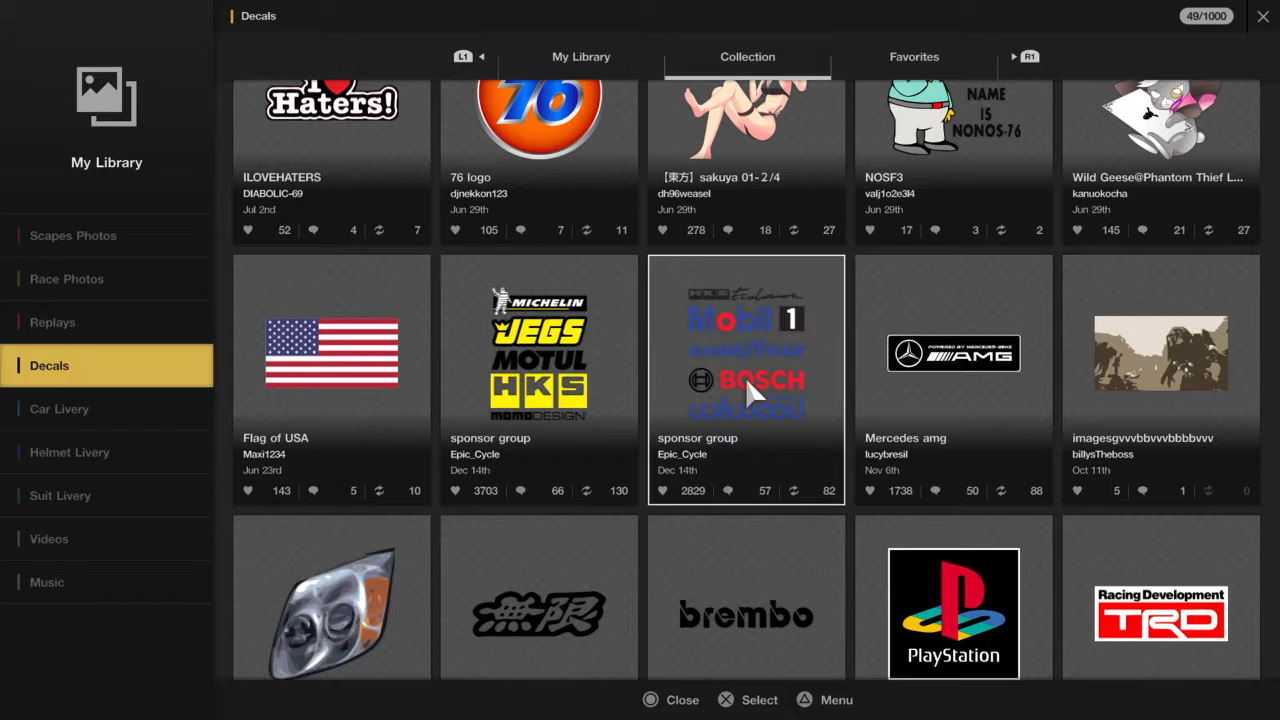 Decals
49/1000
My Library
L1
My Library
Collection
Favorites
R1
Scapes Photos
Race Photos
Replays
Decals
Car Livery
Helmet Livery
Suit Livery
Videos
Music
Haters!
ILOVEHATERS
DIABOLIC-69
Jul 2nd
52 4 7
76
76 logo
djnekkon123
Jun 29th
105 7 11
【東方】sakuya 01-２/4
dh96weasel
Jun 29th
278 18 27
NAME
IS
NONOS-76
NOSF3
valj1o2e3l4
Jun 29th
17 3 2
Wild Geese@Phantom Thief L...
kanuokocha
Jun 29th
145 21 27
Flag of USA
Maxi1234
Jun 23rd
143 5 10
MICHELIN
JEGS
MOTUL
HKS
MOMODESIGN
sponsor group
Epic_Cycle
Dec 14th
3703 66 130
HKS Evolution
Mobil 1
GOODYEAR
BOSCH
wilwood
sponsor group
Epic_Cycle
Dec 14th
2829 57 82
POWERED BY MERCEDES-BENZ
AMG
Mercedes amg
lucybresil
Nov 6th
1738 50 88
imagesgvvvbbvvvbbbbvvv
billysTheboss
Oct 11th
5 1 0
無限
brembo
PlayStation
Racing Development
TRD
Close Select Menu